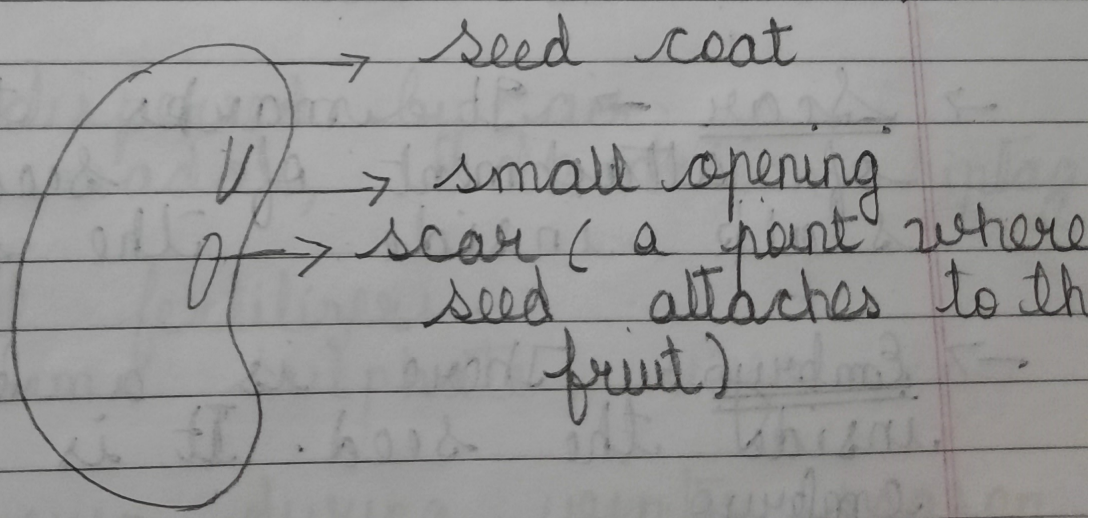 seed coat
small opening
scar ( a point where
seed attaches to th
fruit)